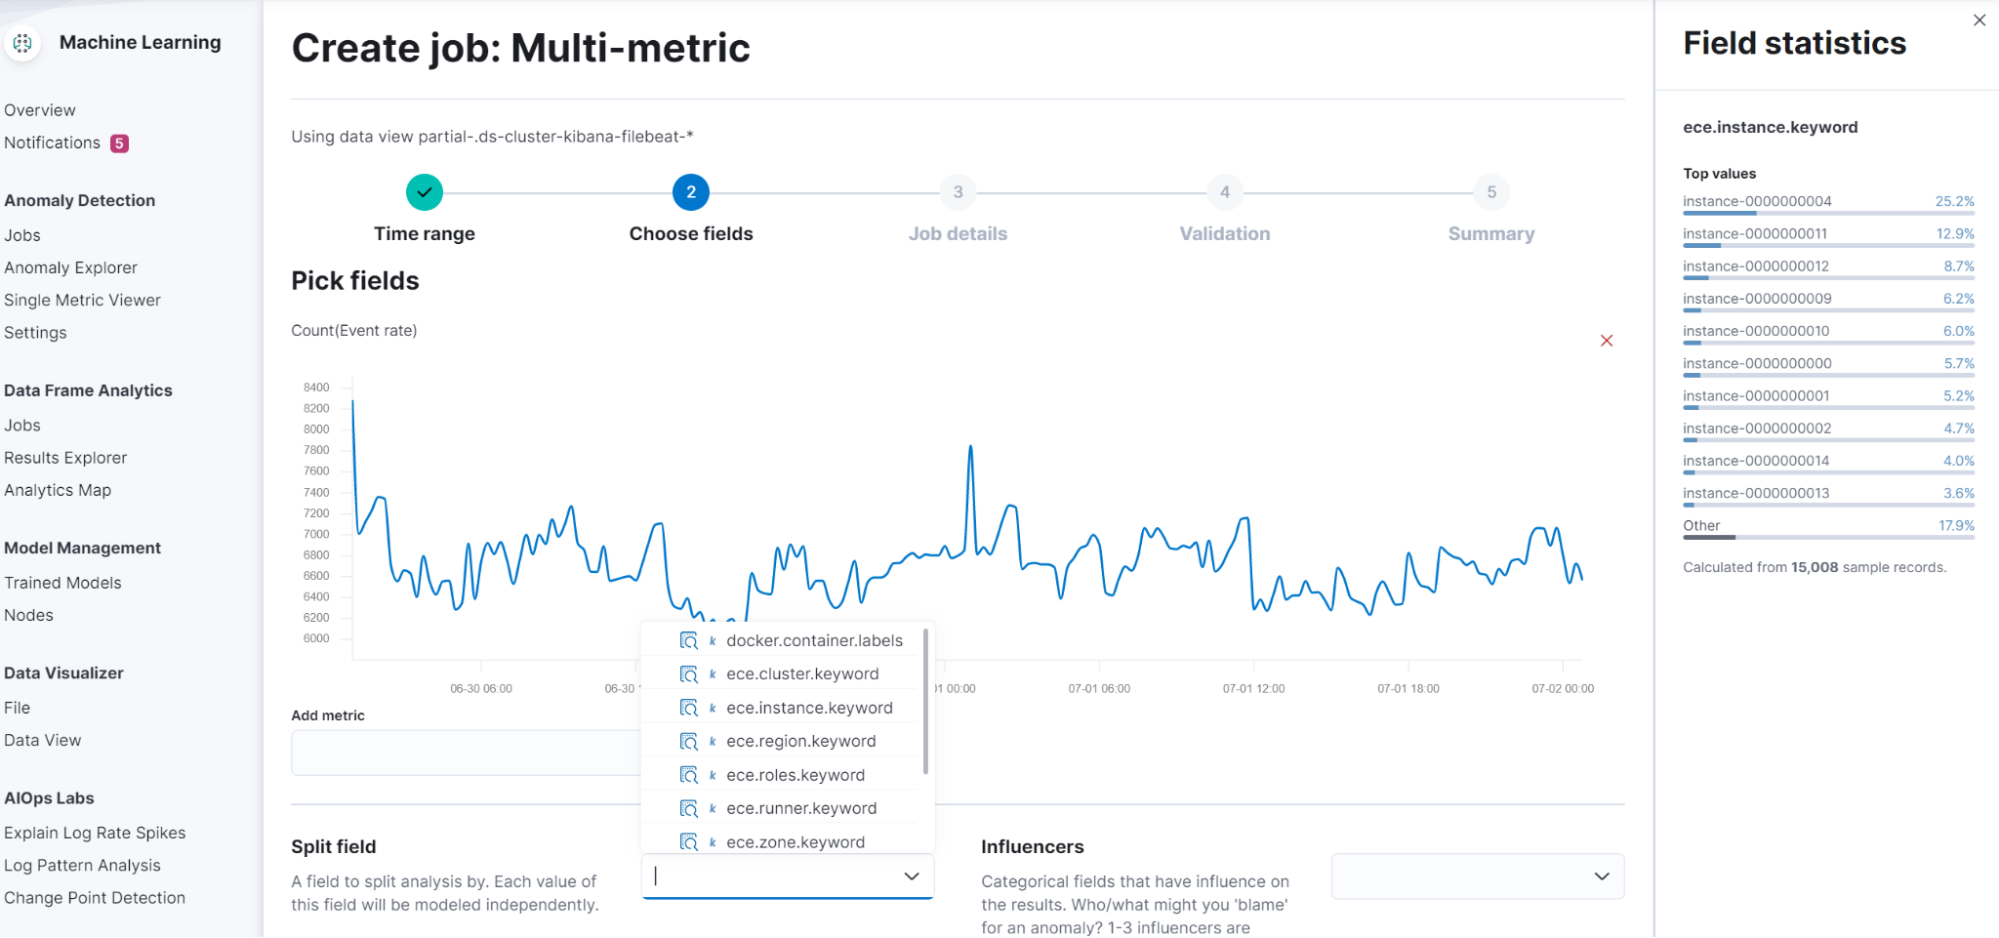 Machine Learning
Overview
Notifications 5
Anomaly Detection
Jobs
Anomaly Explorer
Single Metric Viewer
Settings
Data Frame Analytics
Jobs
Results Explorer
Analytics Map
Model Management
Trained Models
Nodes
Data Visualizer
File
Data View
AIOps Labs
Explain Log Rate Spikes
Log Pattern Analysis
Change Point Detection
Create job: Multi-metric
Using data view partial-.ds-cluster-kibana-filebeat-*
2 3 4 5
Time range Choose fields Job details Validation Summary
Pick fields
Count(Event rate)
8400
8200
8000
7800
7600
7400
7200
7000
6800
6600
6400
6200
6000
06-30 06:00 06-30 1 00:00 07-01 06:00 07-01 12:00 07-01 18:00 07-02 00:00
Add metric
k docker.container.labels
k ece.cluster.keyword
k ece.instance.keyword
k ece.region.keyword
k ece.roles.keyword
k ece.runner.keyword
k ece.zone.keyword
Split field
A field to split analysis by. Each value of
this field will be modeled independently.
Influencers
Categorical fields that have influence on
the results. Who/what might you 'blame'
for an anomaly? 1-3 influencers are
Field statistics
ece.instance.keyword
Top values
instance-0000000004 25.2%
instance-0000000011 12.9%
instance-0000000012 8.7%
instance-0000000009 6.2%
instance-0000000010 6.0%
instance-0000000000 5.7%
instance-0000000001 5.2%
instance-0000000002 4.7%
instance-0000000014 4.0%
instance-0000000013 3.6%
Other 17.9%
Calculated from 15,008 sample records.